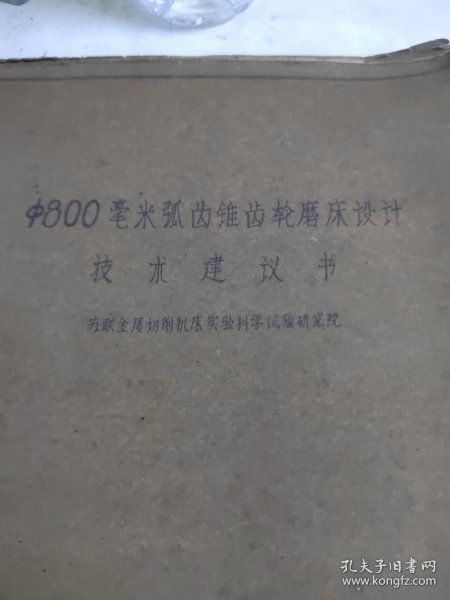 φ800毫米弧齿锥齿轮磨床设计
技术建议书
苏联金属切削机床实验科学试验研究院
孔夫子旧书网
www.kongfz.com